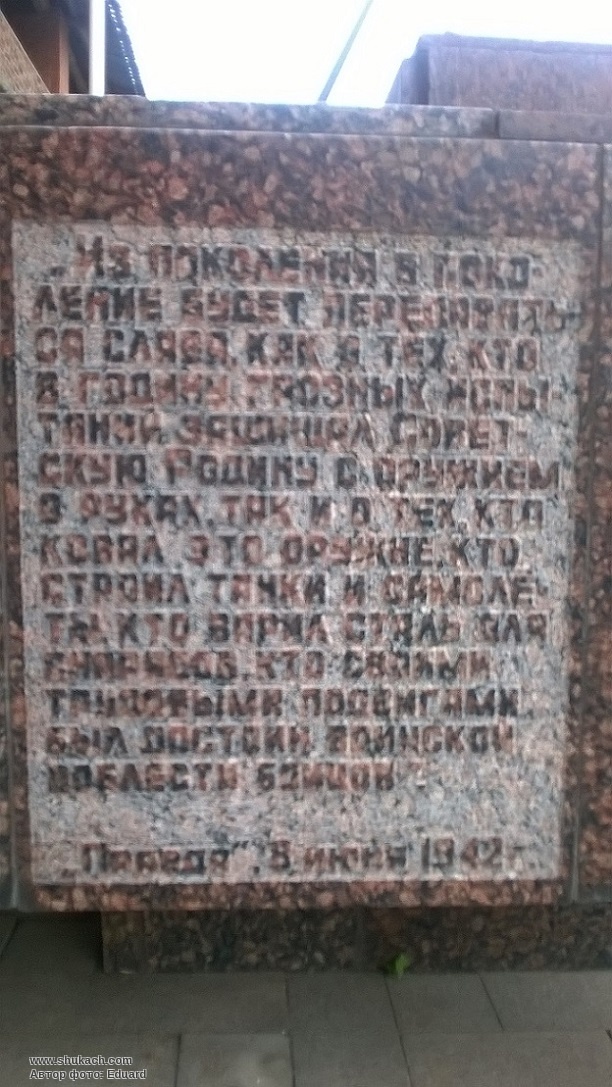 „Из поколения в поко-
ление будет передавать-
ся слава как о тех, кто
в годину грозных испы-
таний защищал Совет-
скую Родину с оружием
в руках, так и о тех, кто
ковал это оружие, кто
строил танки и самоле-
ты, кто варил сталь для
снарядов, кто своими
трудовыми подвигами
был достоин воинской
доблести бойцов".
„Правда", 8 июня 1942 г.
www.shukach.com
Автор фото: Eduard